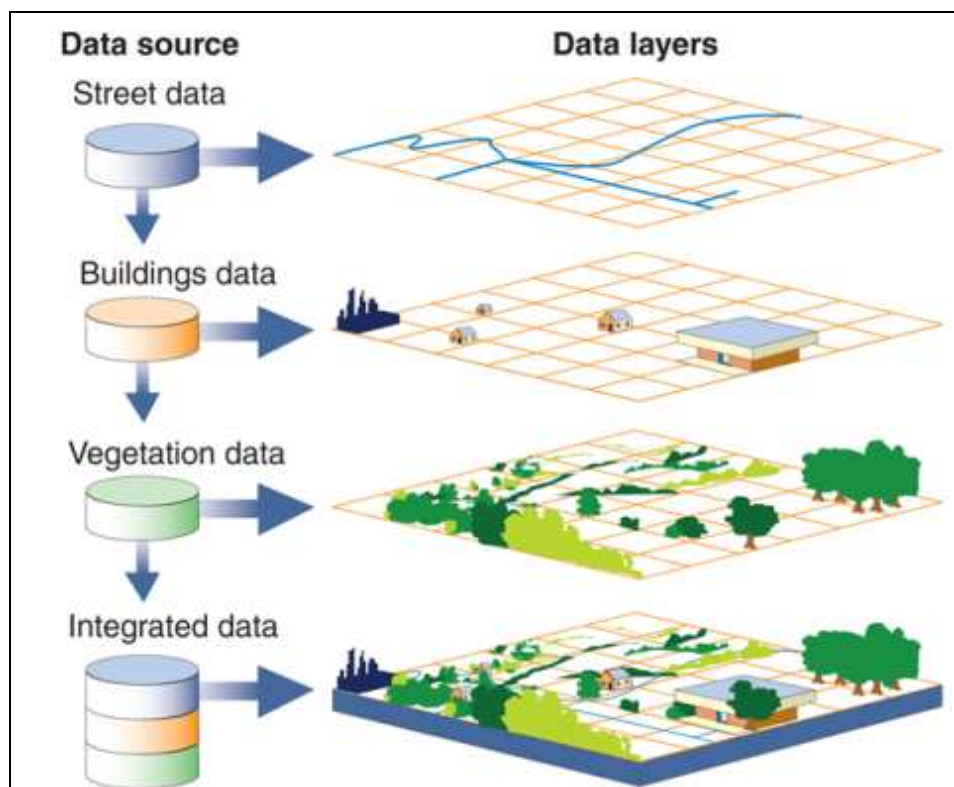 Data source
Data layers
Street data
Buildings data
Vegetation data
Integrated data